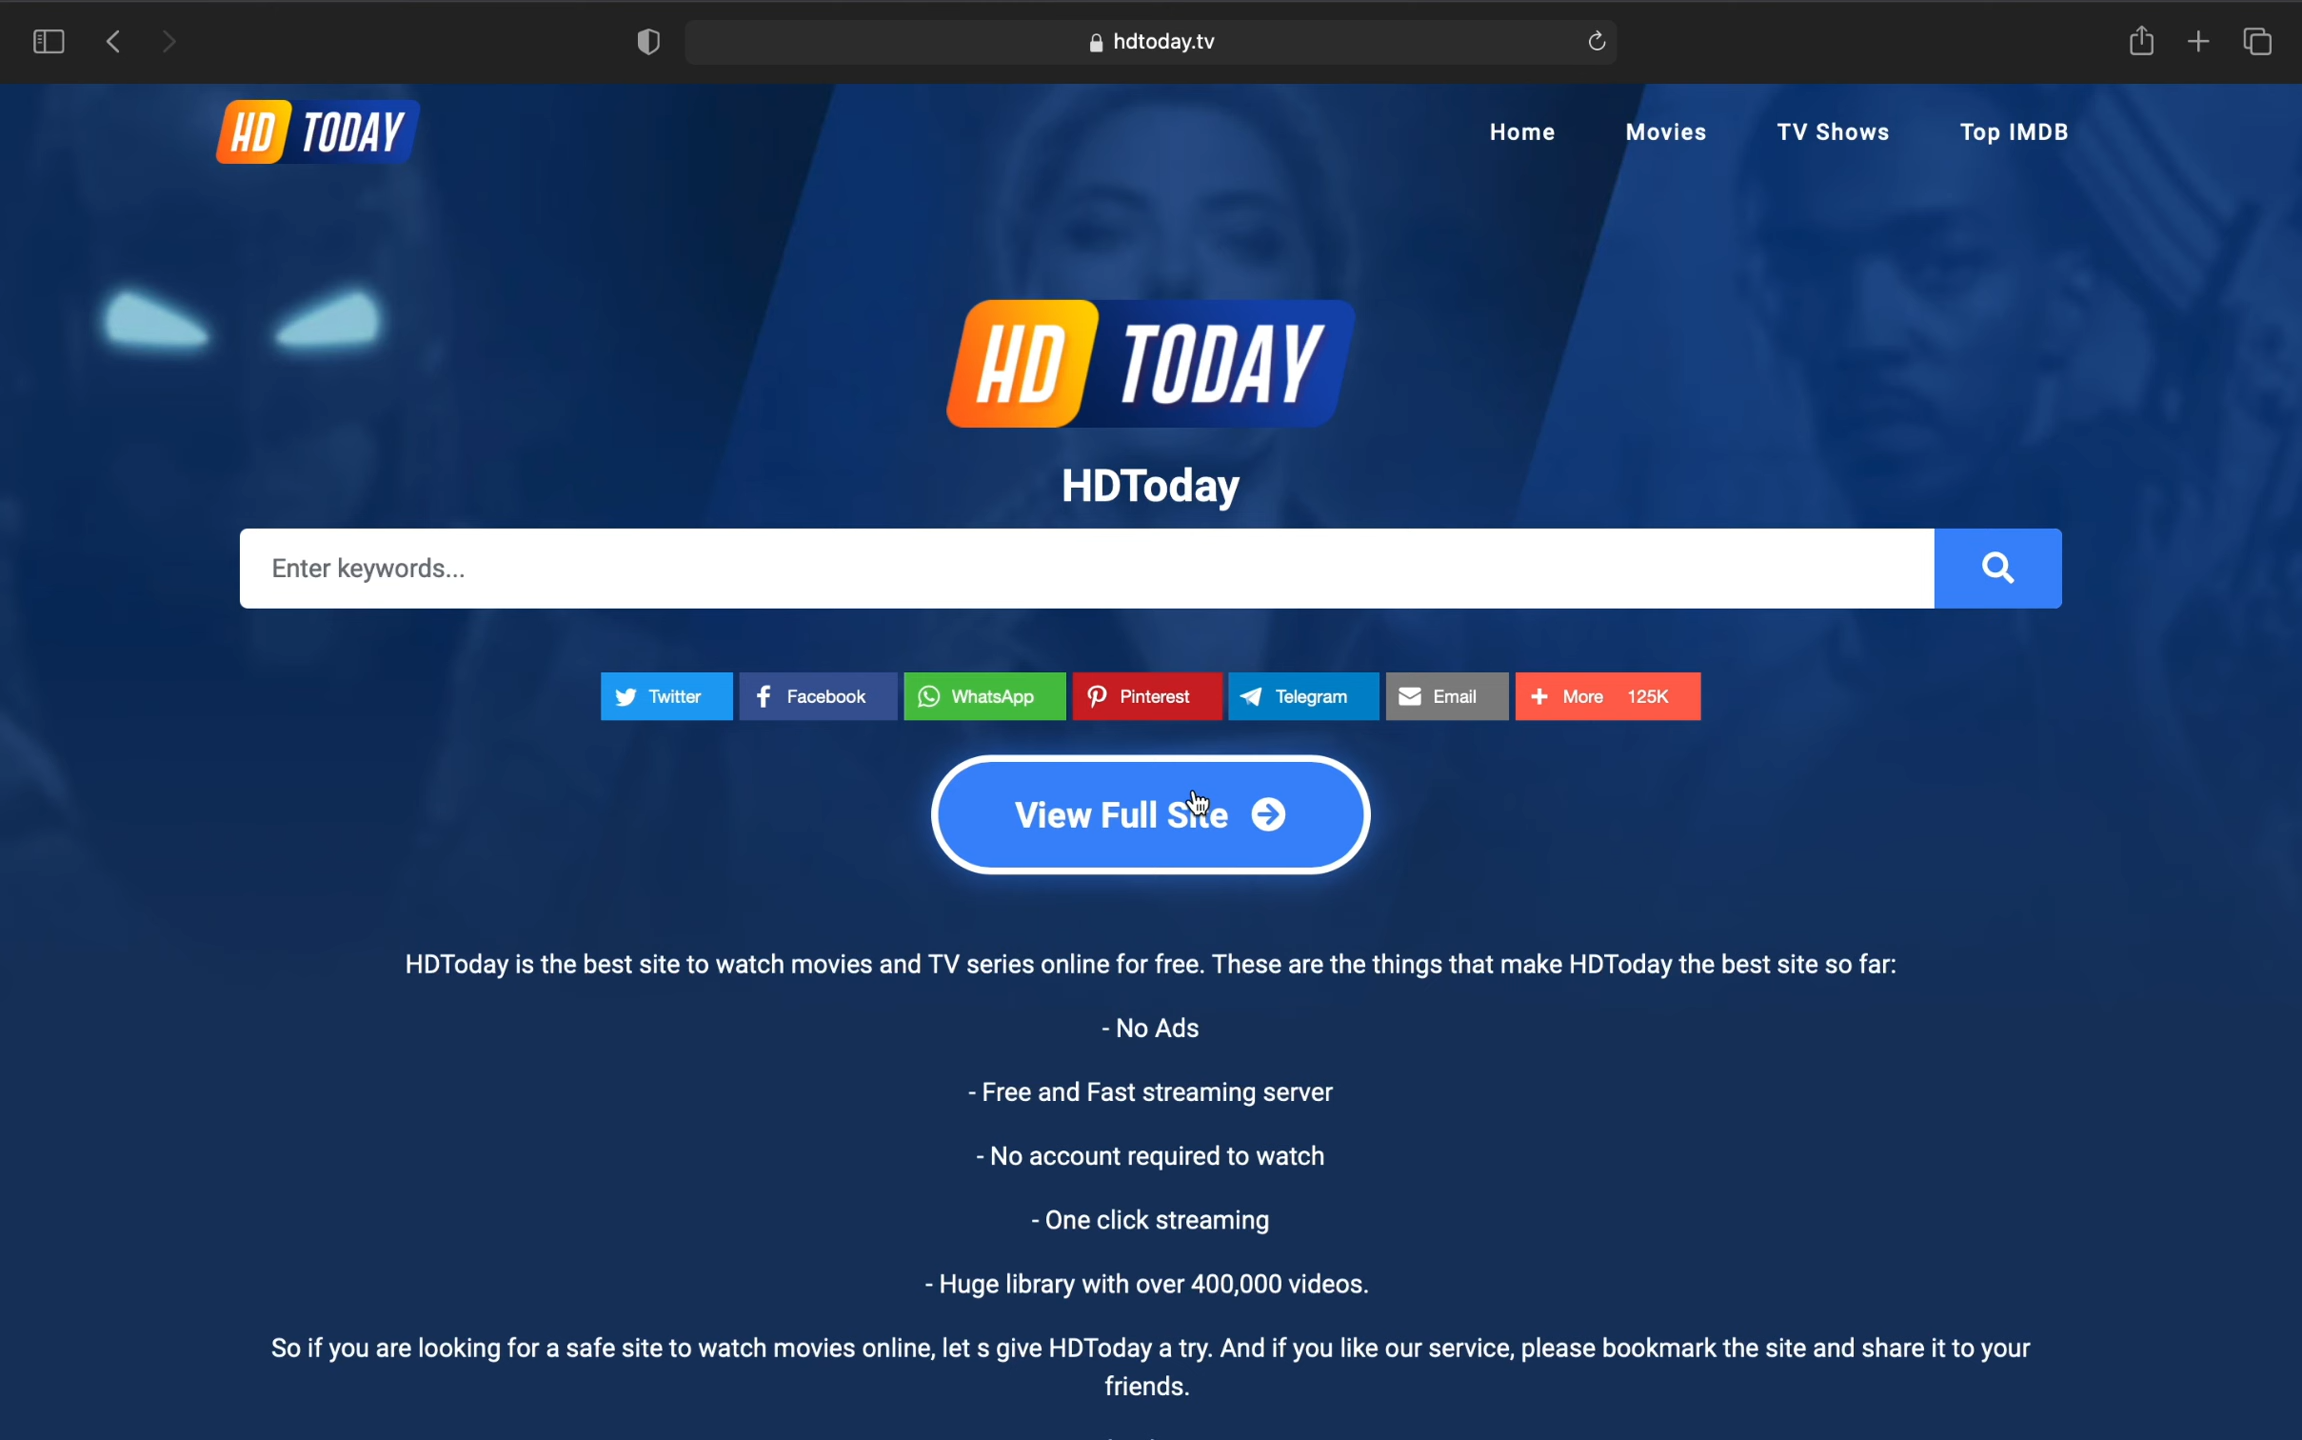 hdtoday.tv
HD TODAY
Home Movies TV Shows Top IMDB
HD TODAY
HDToday
Enter keywords...
Twitter Facebook WhatsApp Pinterest Telegram Email More 125K
View Full Site
HDToday is the best site to watch movies and TV series online for free. These are the things that make HDToday the best site so far:
- No Ads
- Free and Fast streaming server
- No account required to watch
- One click streaming
- Huge library with over 400,000 videos.
So if you are looking for a safe site to watch movies online, let s give HDToday a try. And if you like our service, please bookmark the site and share it to your
friends.